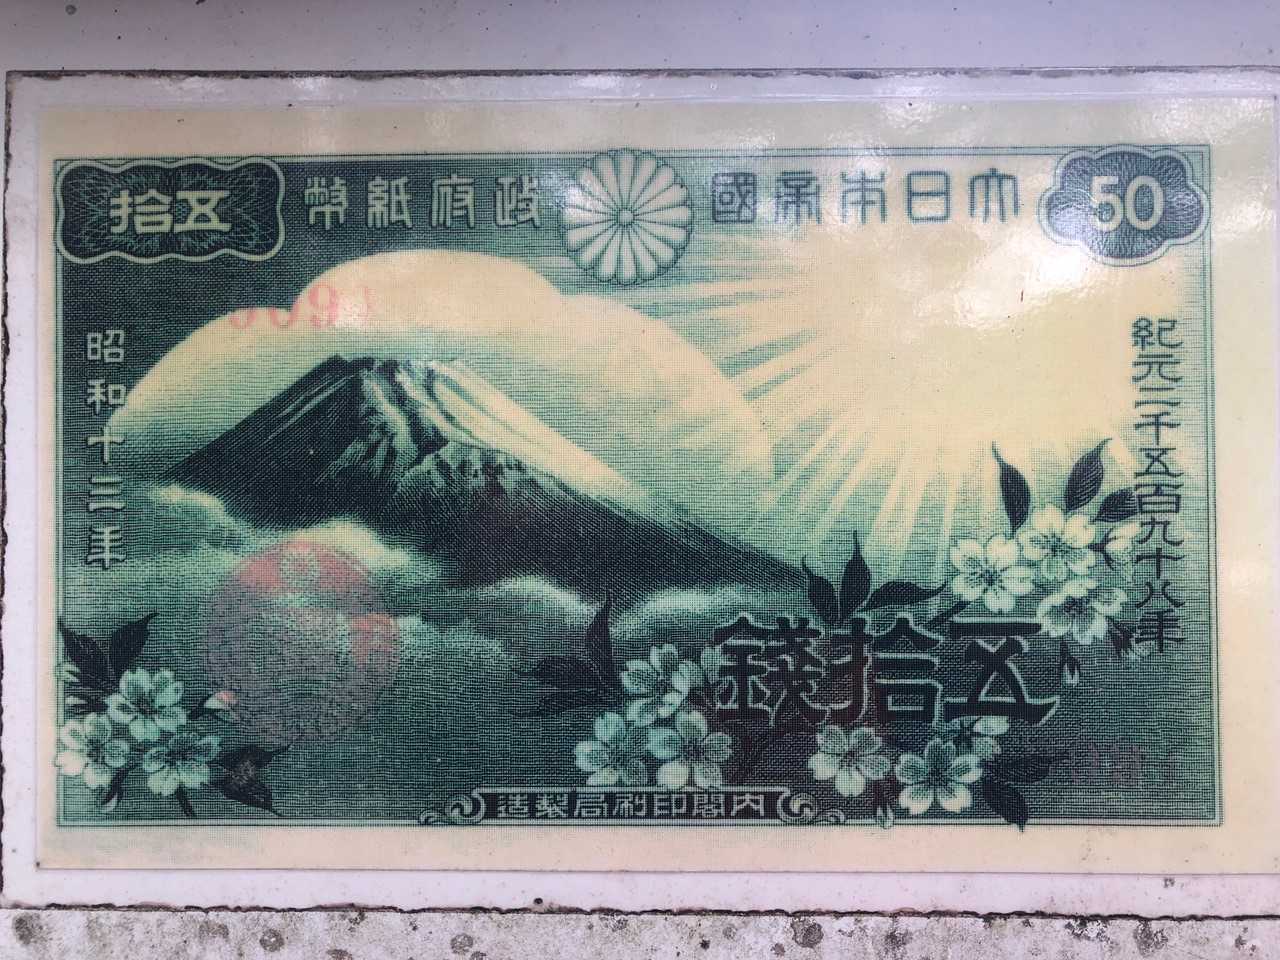 大日本帝國政府紙幣
50
五拾
紀元二千五百九十八年
昭和十三年
五拾錢
内閣印刷局製造